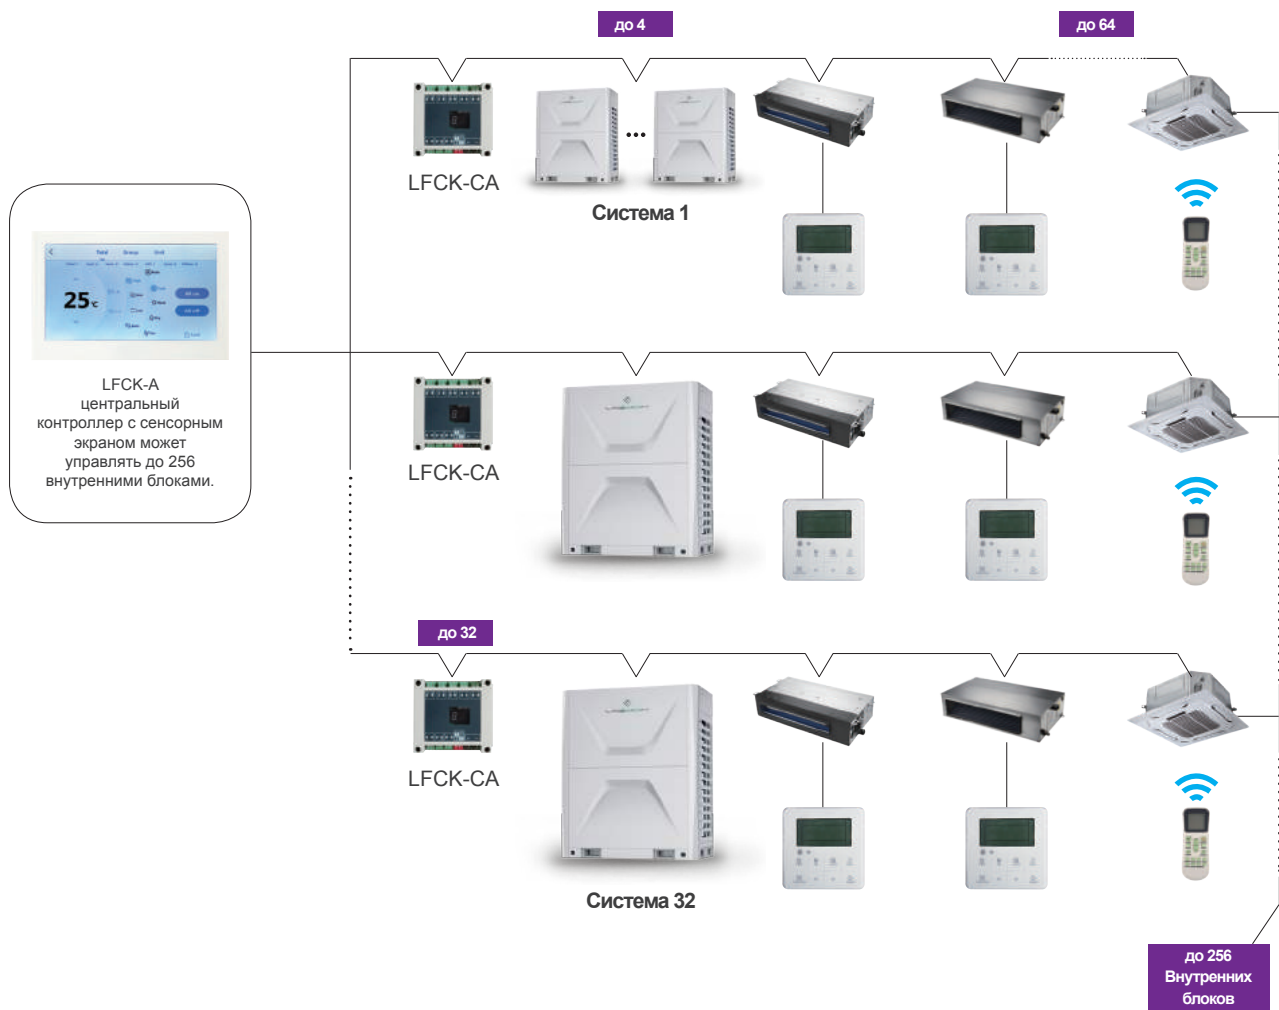 до 4
до 64
LFCK-CA
Система 1
25°C
LFCK-A
центральный
контроллер с сенсорным
экраном может
управлять до 256
внутренними блоками.
LFCK-CA
до 32
LFCK-CA
Система 32
до 256
Внутренних
блоков